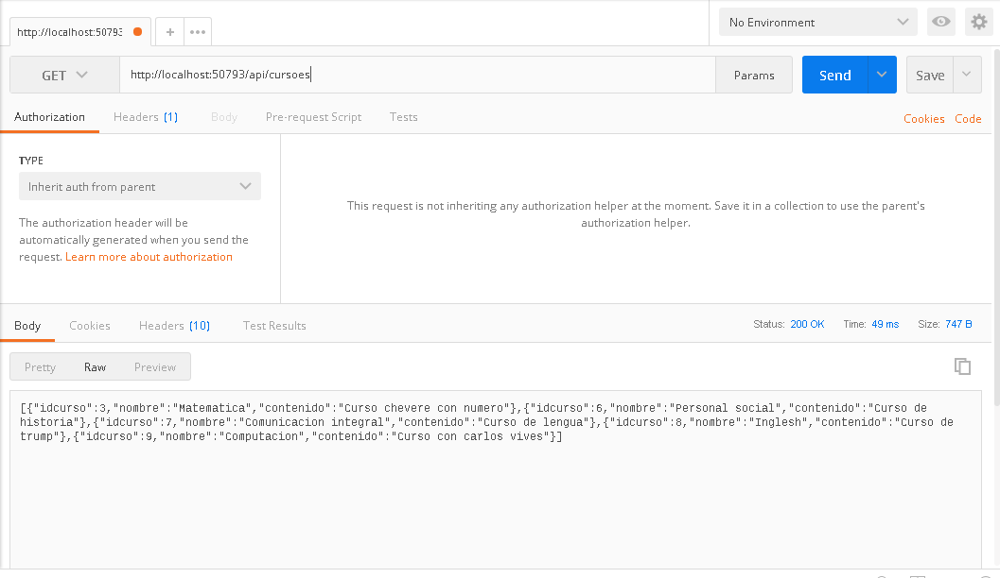 http://localhost:50793
No Environment
GET
http://localhost:50793/api/cursoes
Params
Send
Save
Authorization
Headers (1)
Body
Pre-request Script
Tests
Cookies
Code
TYPE
Inherit auth from parent
The authorization header will be
automatically generated when you send the
request. Learn more about authorization
This request is not inheriting any authorization helper at the moment. Save it in a collection to use the parent's
authorization helper.
Body
Cookies
Headers (10)
Test Results
Status: 200 OK
Time: 49 ms
Size: 747 B
Pretty
Raw
Preview
[{"idcurso":3,"nombre":"Matematica","contenido":"Curso chevere con numero"},{"idcurso":6,"nombre":"Personal social","contenido":"Curso de
historia"},{"idcurso":7,"nombre":"Comunicacion integral","contenido":"Curso de lengua"},{"idcurso":8,"nombre":"Inglesh","contenido":"Curso de
trump"},{"idcurso":9,"nombre":"Computacion","contenido":"Curso con carlos vives"}]